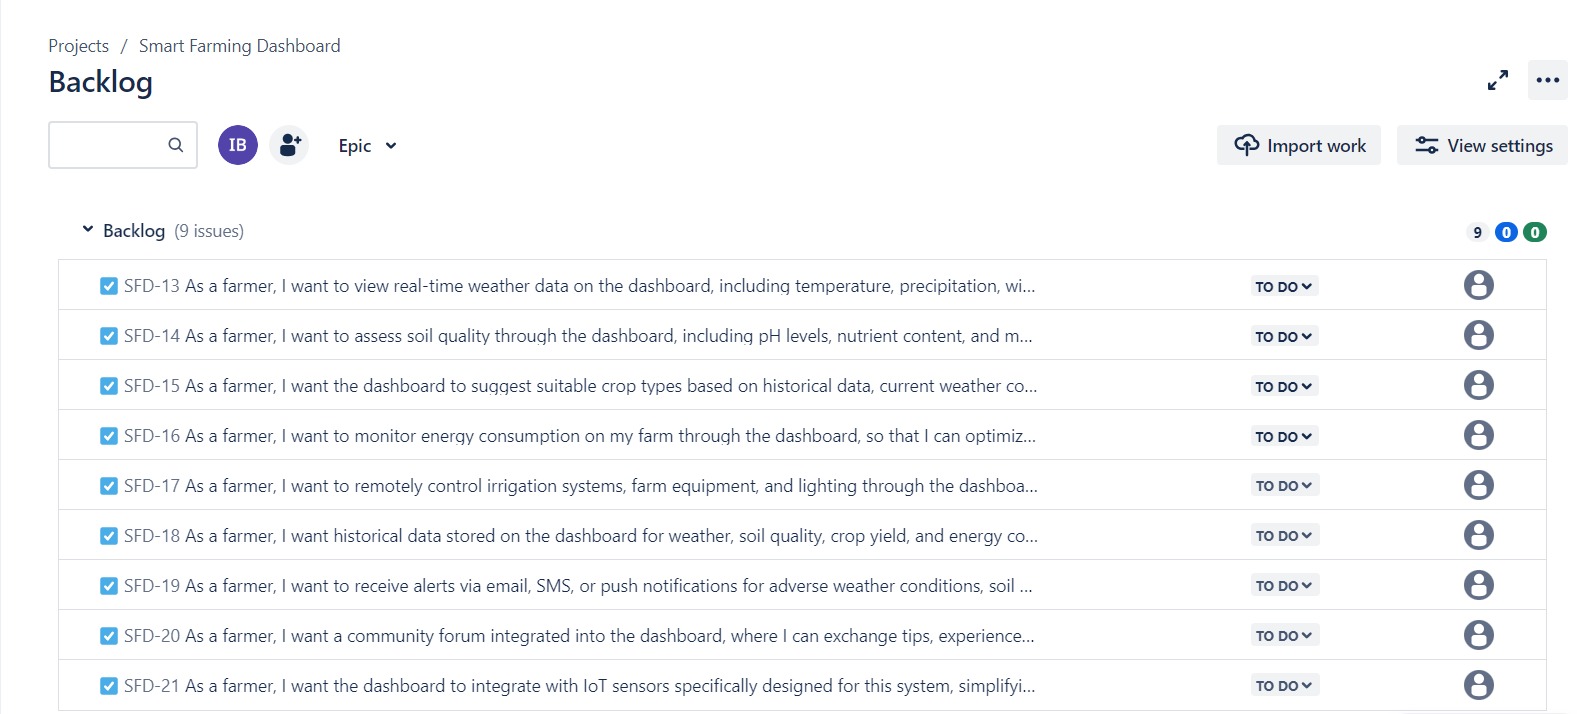 Projects / Smart Farming Dashboard
Backlog
IB Epic Import work View settings
Backlog (9 issues) 9 0 0
SFD-13 As a farmer, I want to view real-time weather data on the dashboard, including temperature, precipitation, wi... TO DO
SFD-14 As a farmer, I want to assess soil quality through the dashboard, including pH levels, nutrient content, and m... TO DO
SFD-15 As a farmer, I want the dashboard to suggest suitable crop types based on historical data, current weather co... TO DO
SFD-16 As a farmer, I want to monitor energy consumption on my farm through the dashboard, so that I can optimiz... TO DO
SFD-17 As a farmer, I want to remotely control irrigation systems, farm equipment, and lighting through the dashboa... TO DO
SFD-18 As a farmer, I want historical data stored on the dashboard for weather, soil quality, crop yield, and energy co... TO DO
SFD-19 As a farmer, I want to receive alerts via email, SMS, or push notifications for adverse weather conditions, soil ... TO DO
SFD-20 As a farmer, I want a community forum integrated into the dashboard, where I can exchange tips, experience... TO DO
SFD-21 As a farmer, I want the dashboard to integrate with IoT sensors specifically designed for this system, simplifyi... TO DO